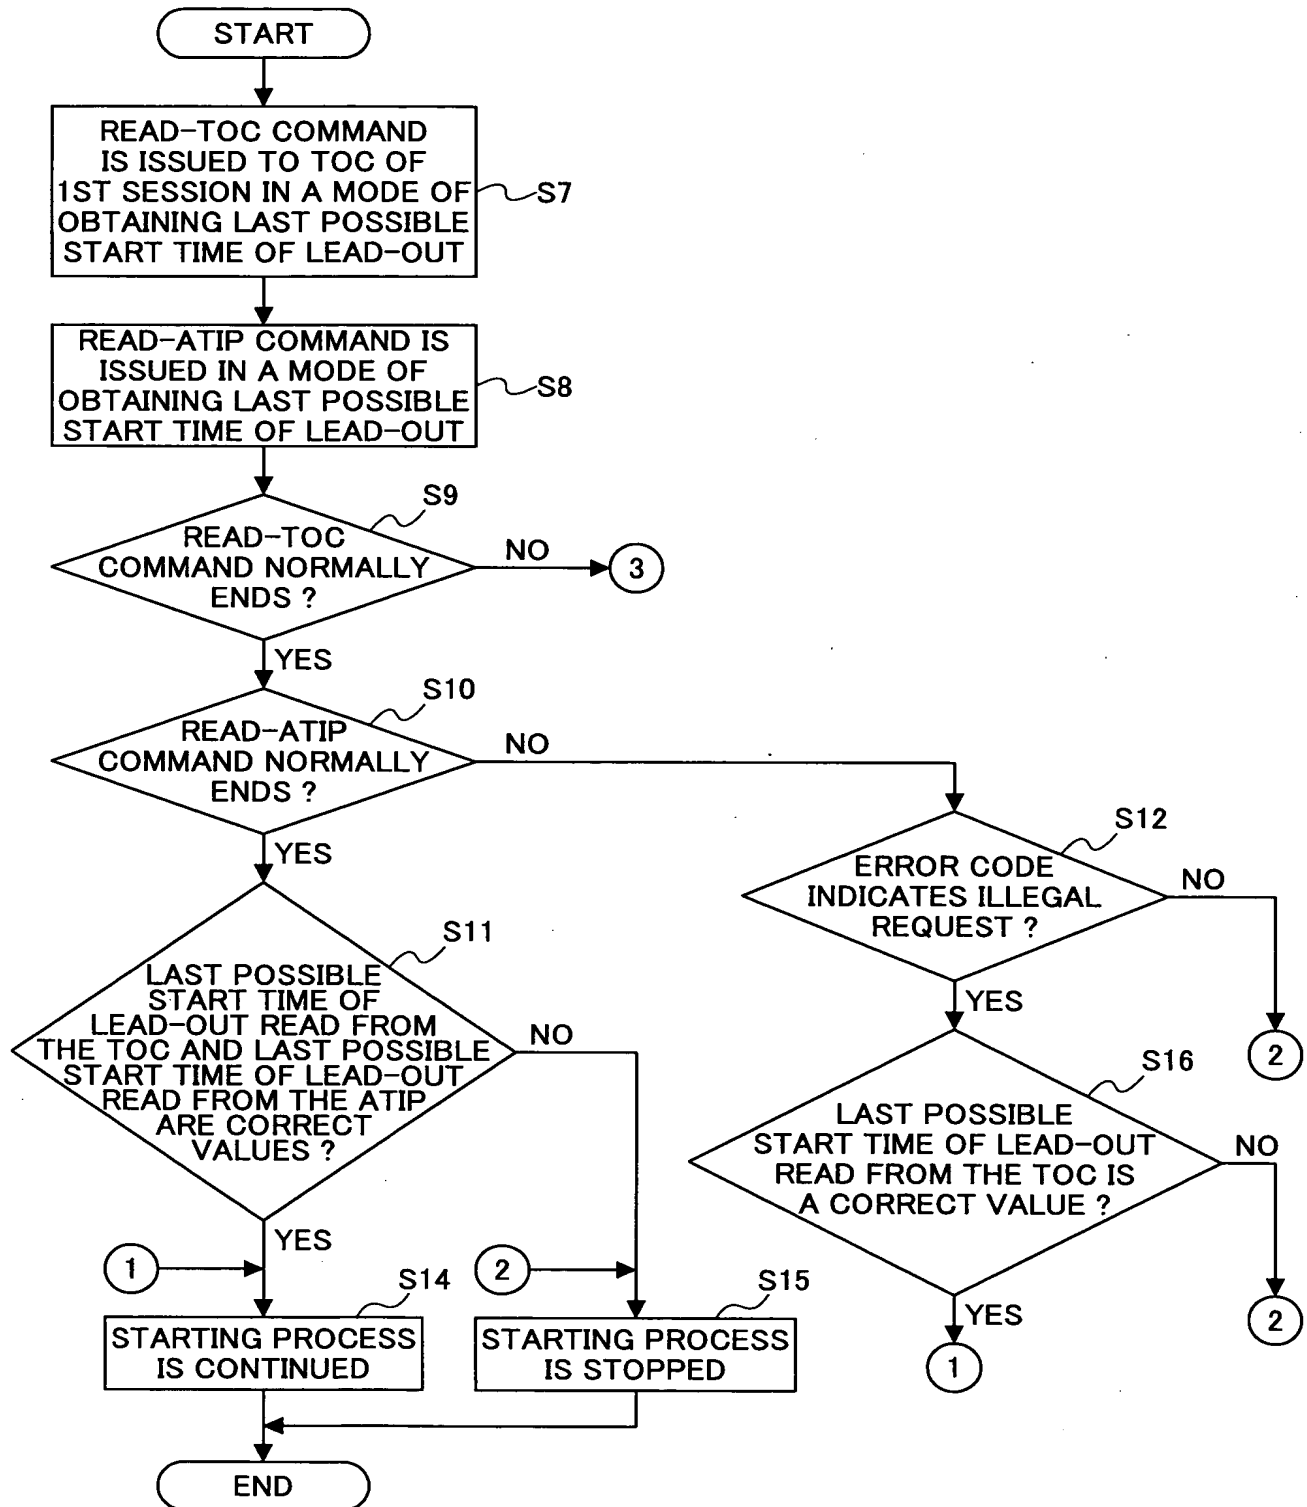 START
READ-TOC COMMAND
IS ISSUED TO TOC OF
1ST SESSION IN A MODE OF
OBTAINING LAST POSSIBLE
START TIME OF LEAD-OUT
S7
READ-ATIP COMMAND IS
ISSUED IN A MODE OF
OBTAINING LAST POSSIBLE
START TIME OF LEAD-OUT
S8
S9
READ-TOC
COMMAND NORMALLY
ENDS ?
NO
3
YES
S10
READ-ATIP
COMMAND NORMALLY
ENDS ?
NO
YES
S12
ERROR CODE
INDICATES ILLEGAL
REQUEST ?
NO
2
YES
S11
LAST POSSIBLE
START TIME OF
LEAD-OUT READ FROM
THE TOC AND LAST POSSIBLE
START TIME OF LEAD-OUT
READ FROM THE ATIP
ARE CORRECT
VALUES ?
NO
YES
S16
LAST POSSIBLE
START TIME OF LEAD-OUT
READ FROM THE TOC IS
A CORRECT VALUE ?
NO
2
YES
1
1
2
S14
STARTING PROCESS
IS CONTINUED
S15
STARTING PROCESS
IS STOPPED
END